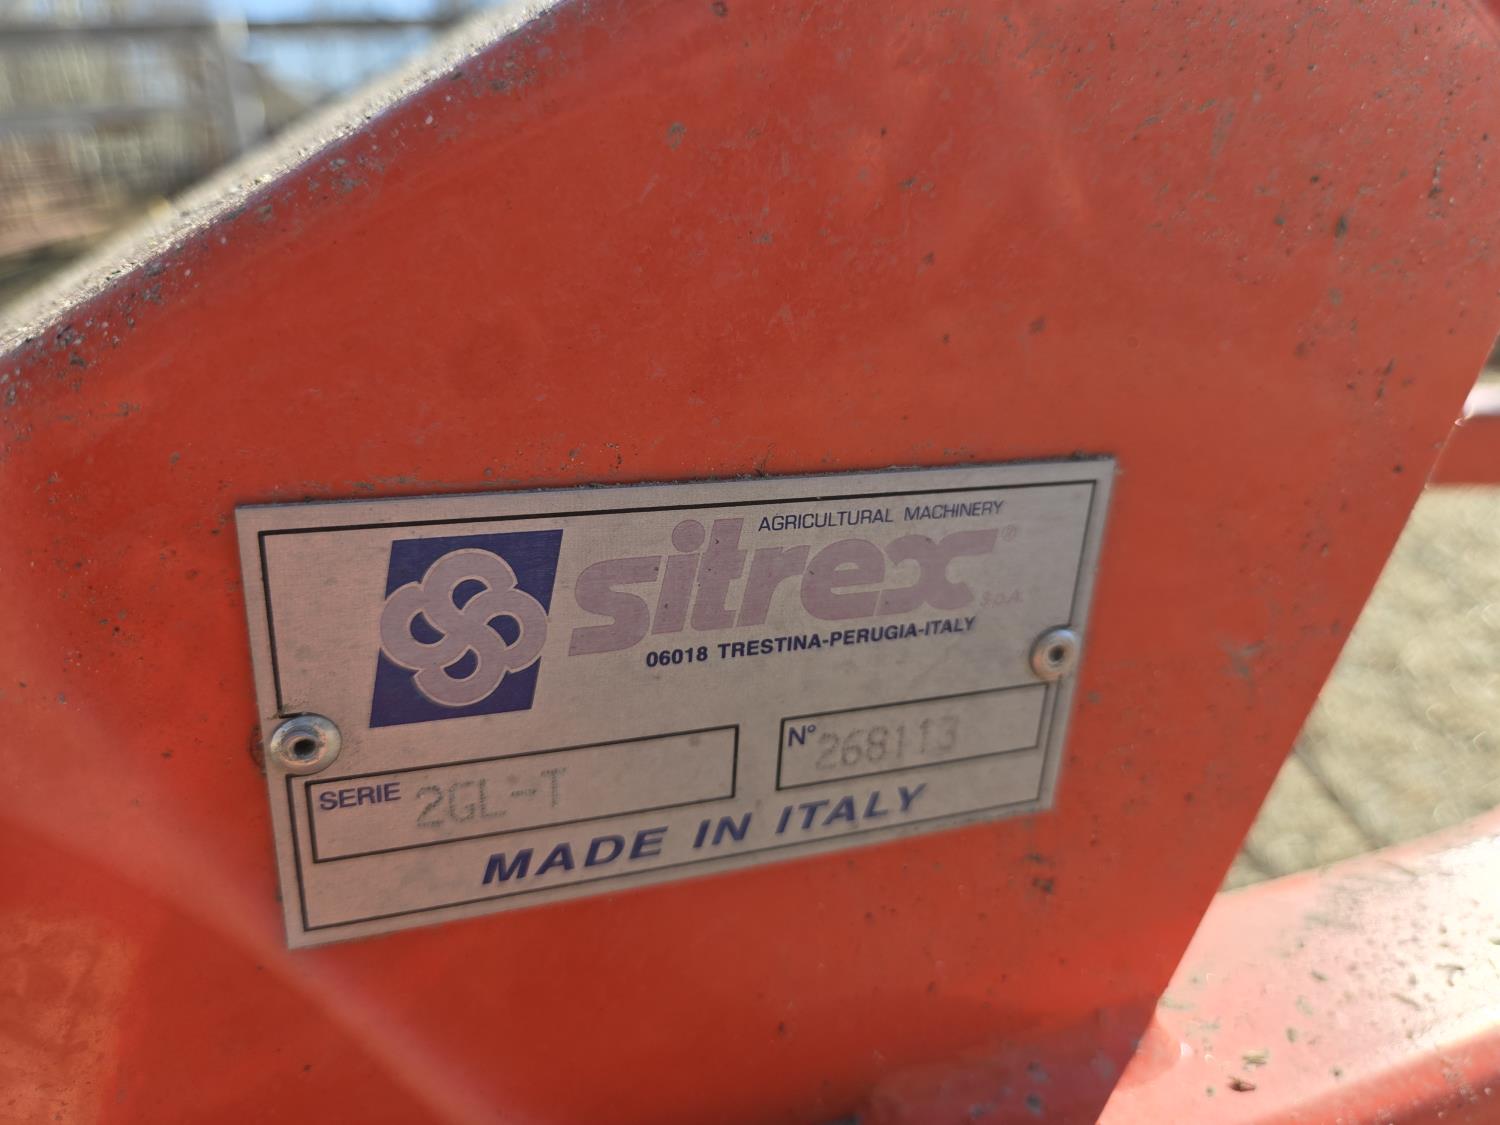 AGRICULTURAL MACHINERY
sitrex®
S.p.A.
06018 TRESTINA-PERUGIA-ITALY
SERIE 2GL-T
N° 268113
MADE IN ITALY